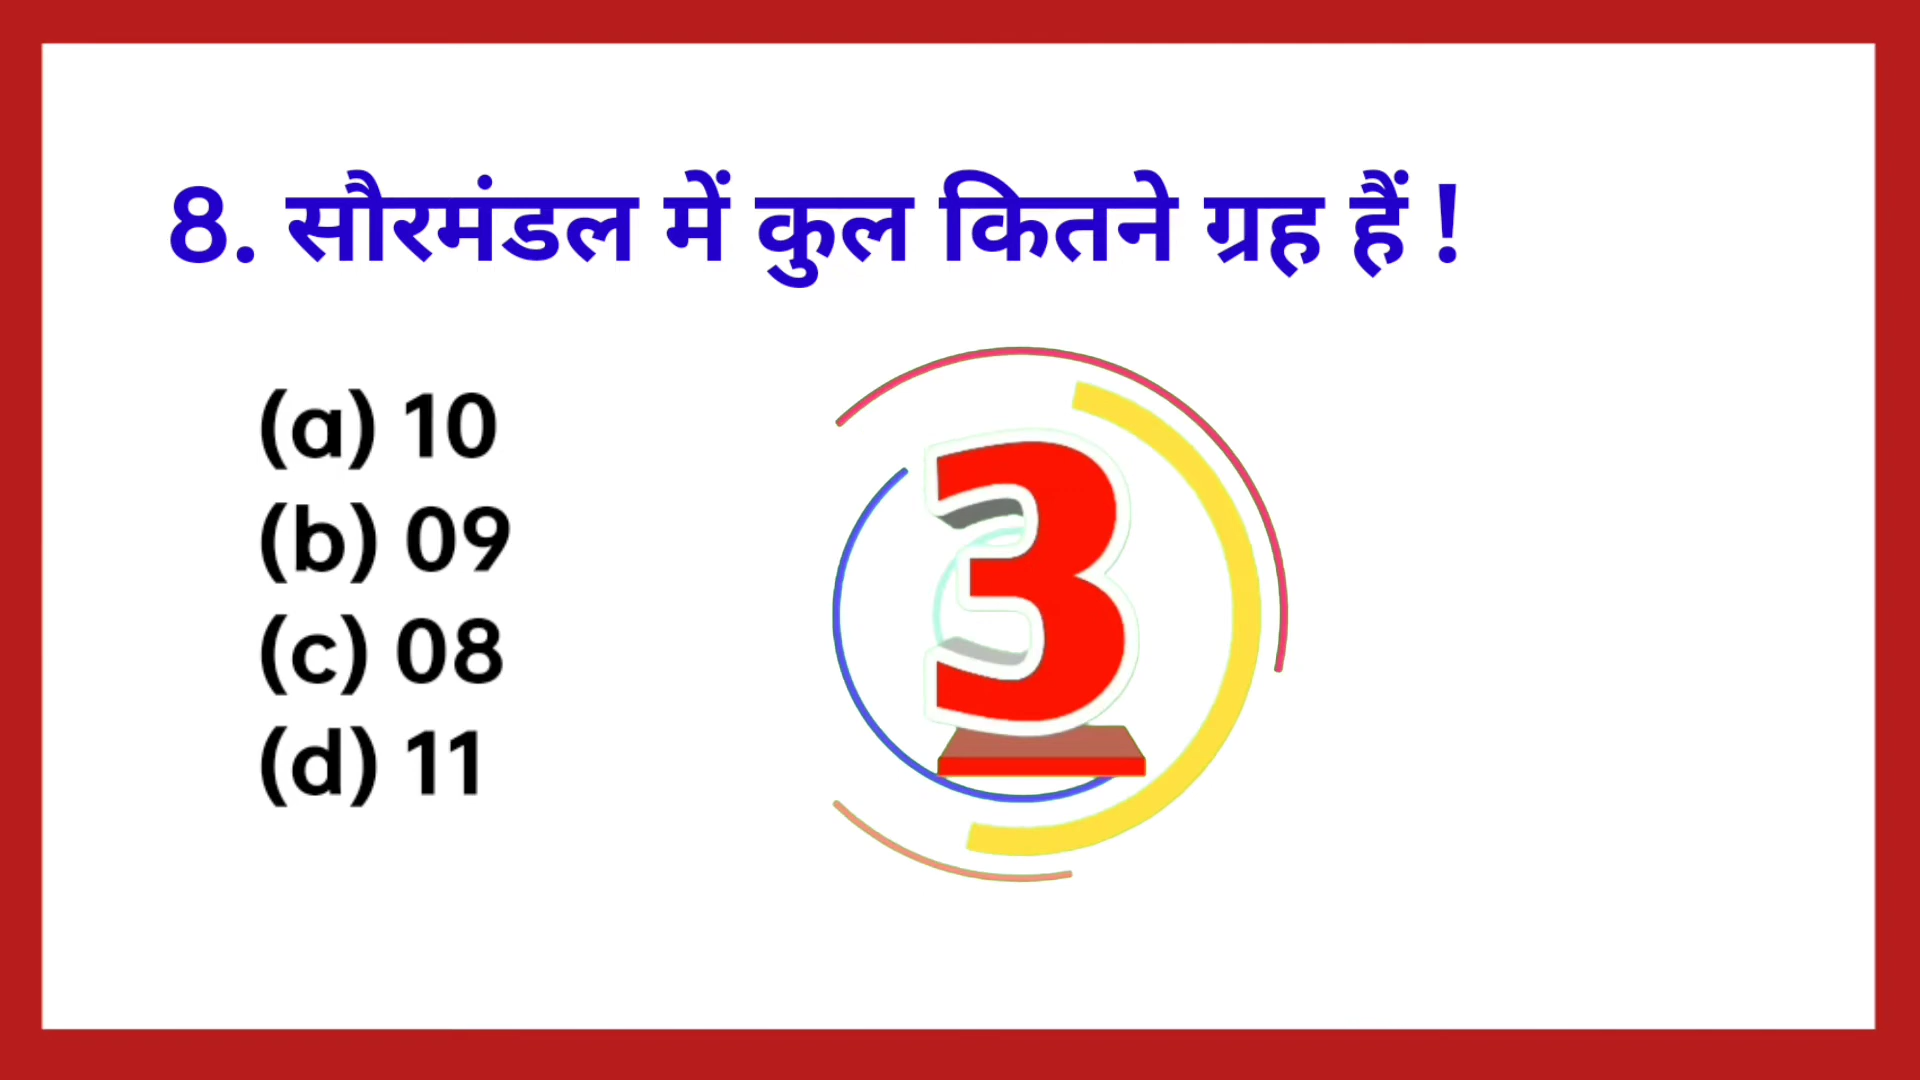 8. सौरमंडल में कुल कितने ग्रह हैं !
(a) 10
(b) 09
(c) 08
(d) 11
3